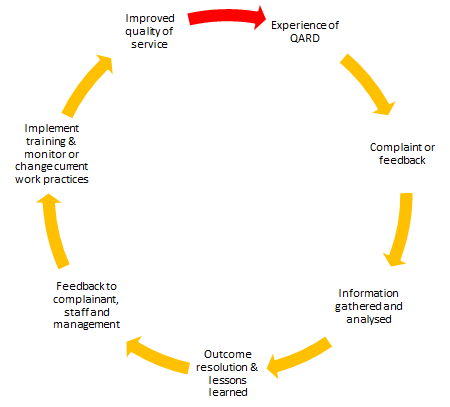 Improved
quality of
service
Experience of
QARD
Complaint or
feedback
Information
gathered and
analysed
Outcome
resolution &
lessons
learned
Feedback to
complainant,
staff and
management
Implement
training &
monitor or
change current
work practices